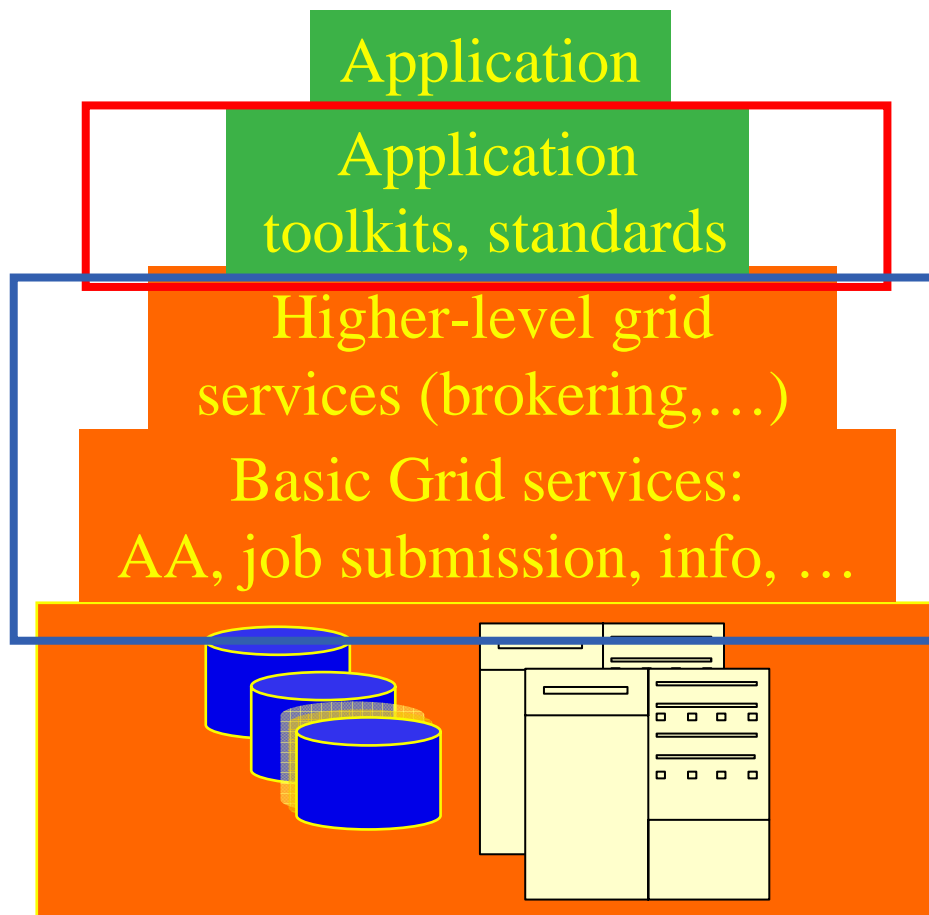 Application
Application
toolkits, standards
Higher-level grid
services (brokering,…)
Basic Grid services:
AA, job submission, info, …